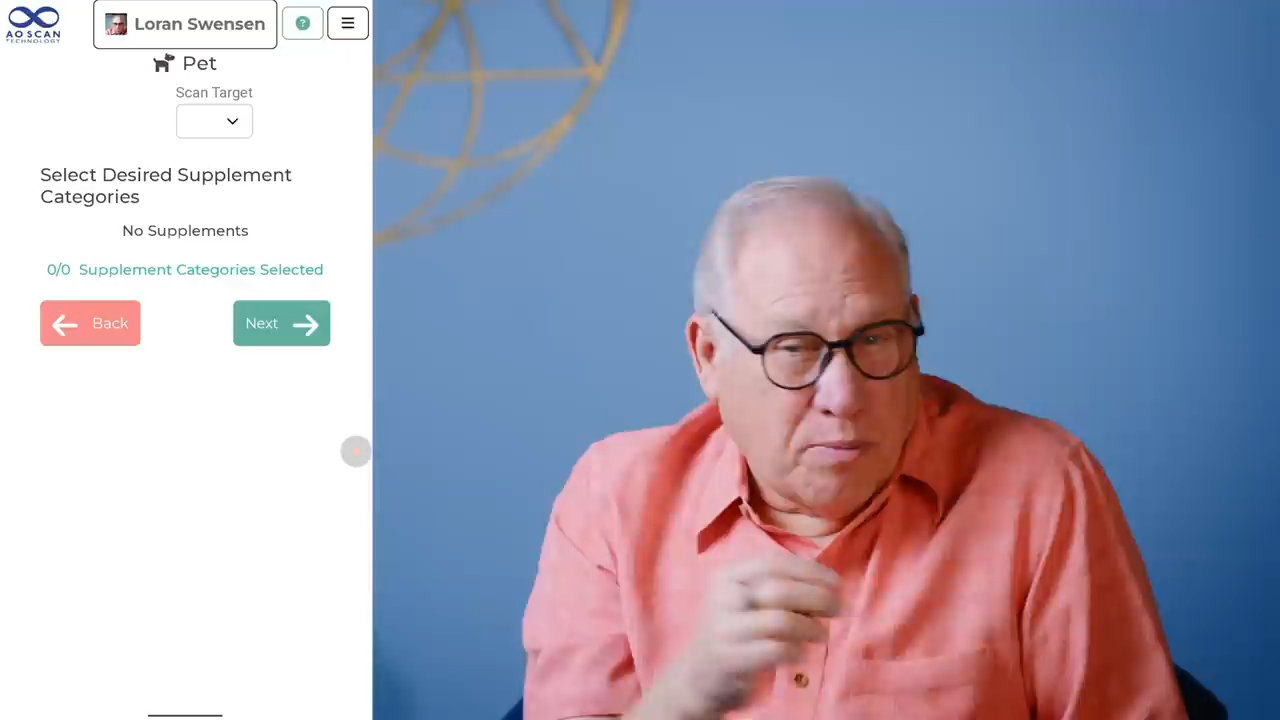 AO SCAN
TECHNOLOGY
Loran Swensen
?
Pet
Scan Target
Select Desired Supplement
Categories
No Supplements
0/0 Supplement Categories Selected
Back
Next